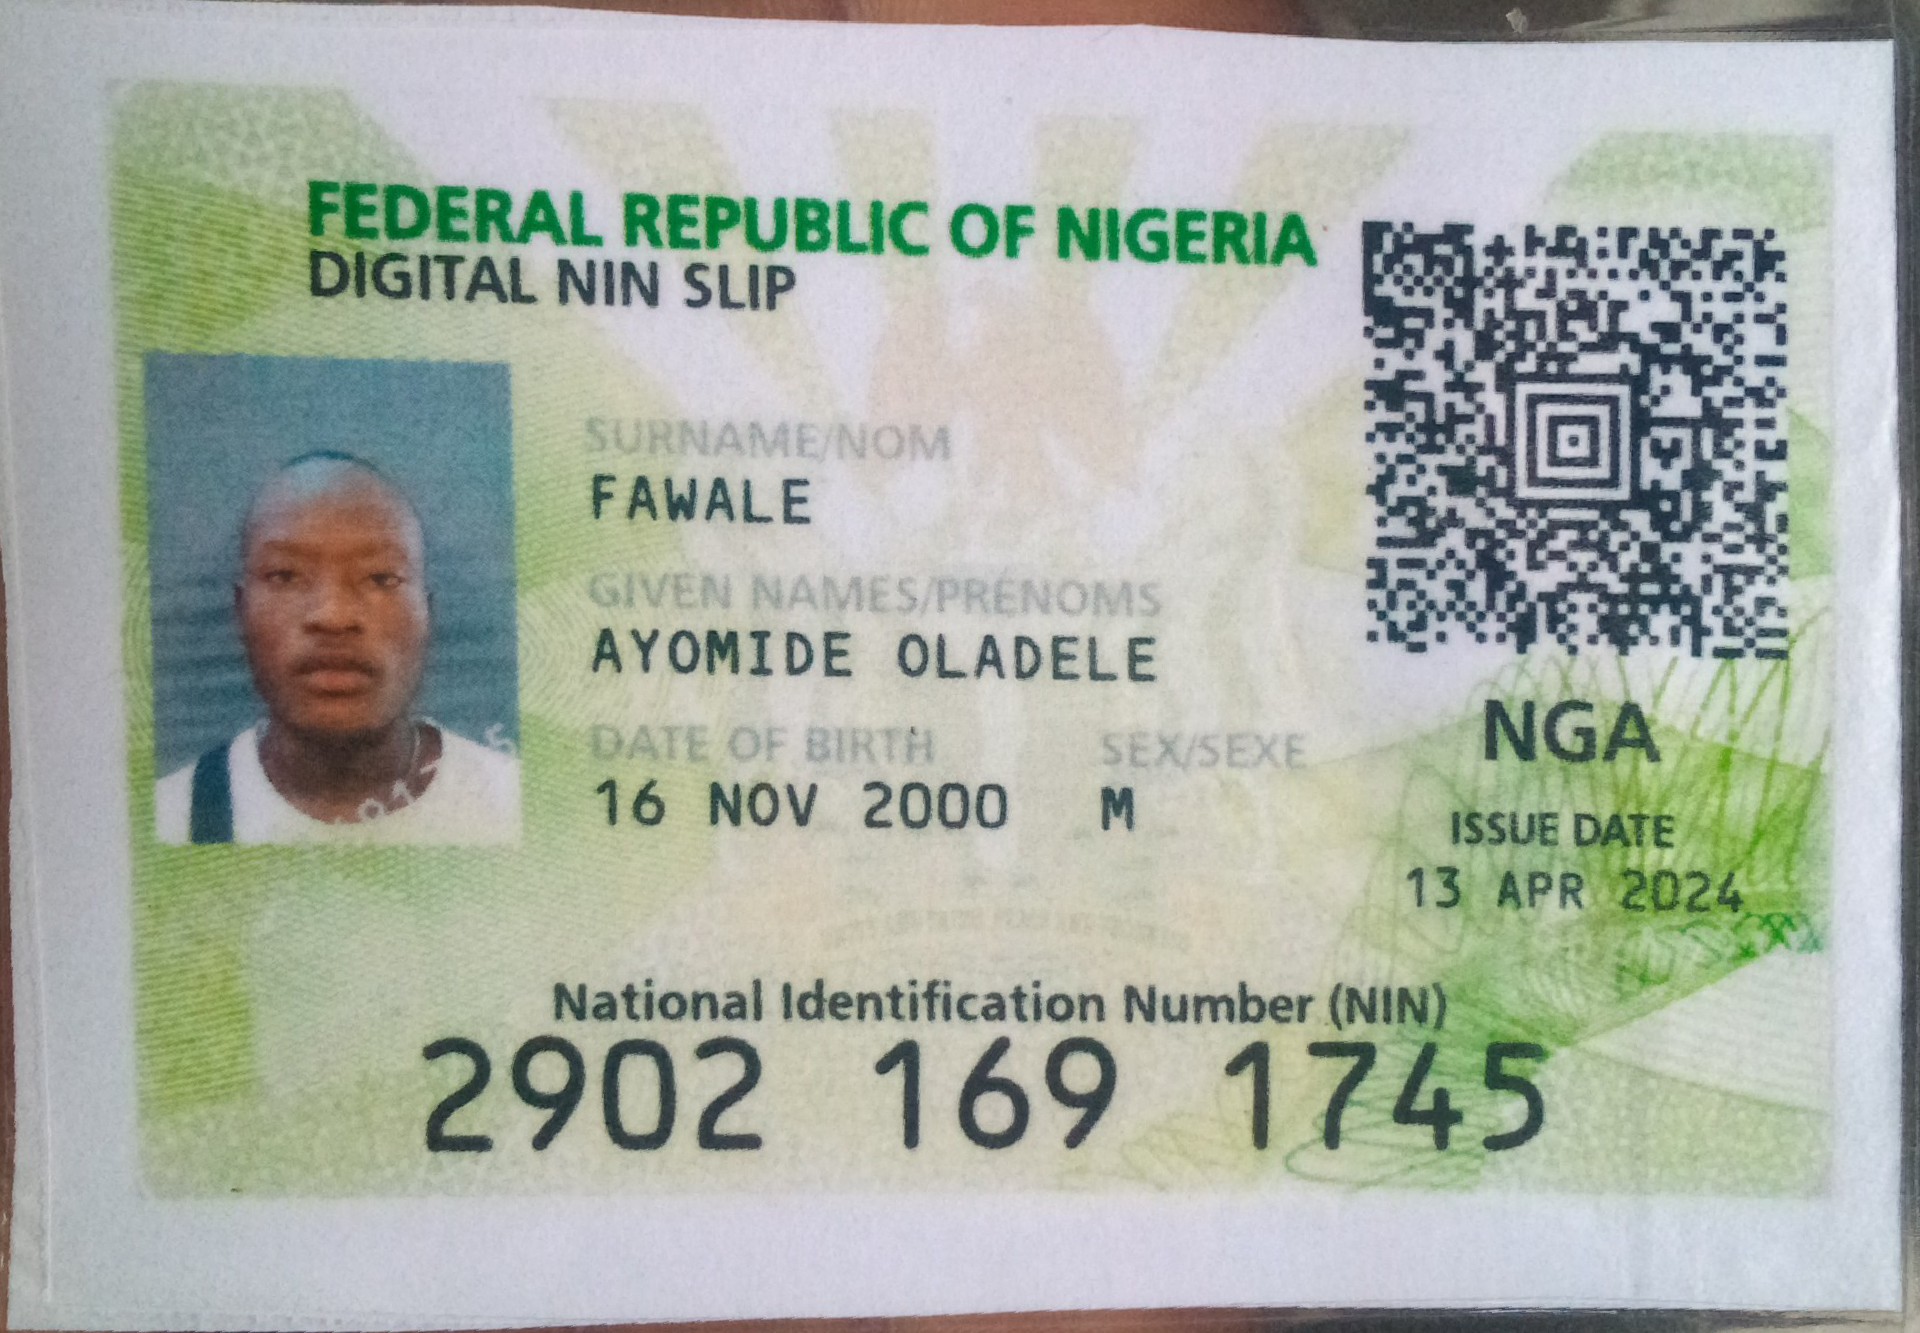 FEDERAL REPUBLIC OF NIGERIA
DIGITAL NIN SLIP
SURNAME/NOM
FAWALE
GIVEN NAMES/PRÉNOMS
AYOMIDE OLADELE
DATE OF BIRTH SEX/SEXE
16 NOV 2000 M
NGA
ISSUE DATE
13 APR 2024
National Identification Number (NIN)
2902 169 1745